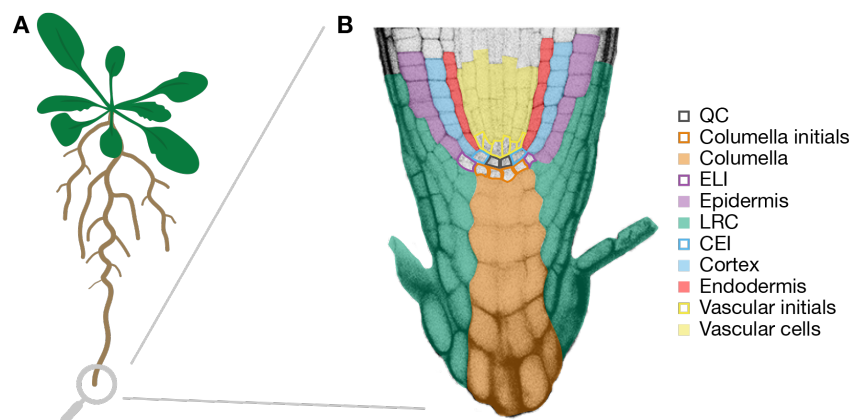 A
B
QC
Columella initials
Columella
ELI
Epidermis
LRC
CEI
Cortex
Endodermis
Vascular initials
Vascular cells